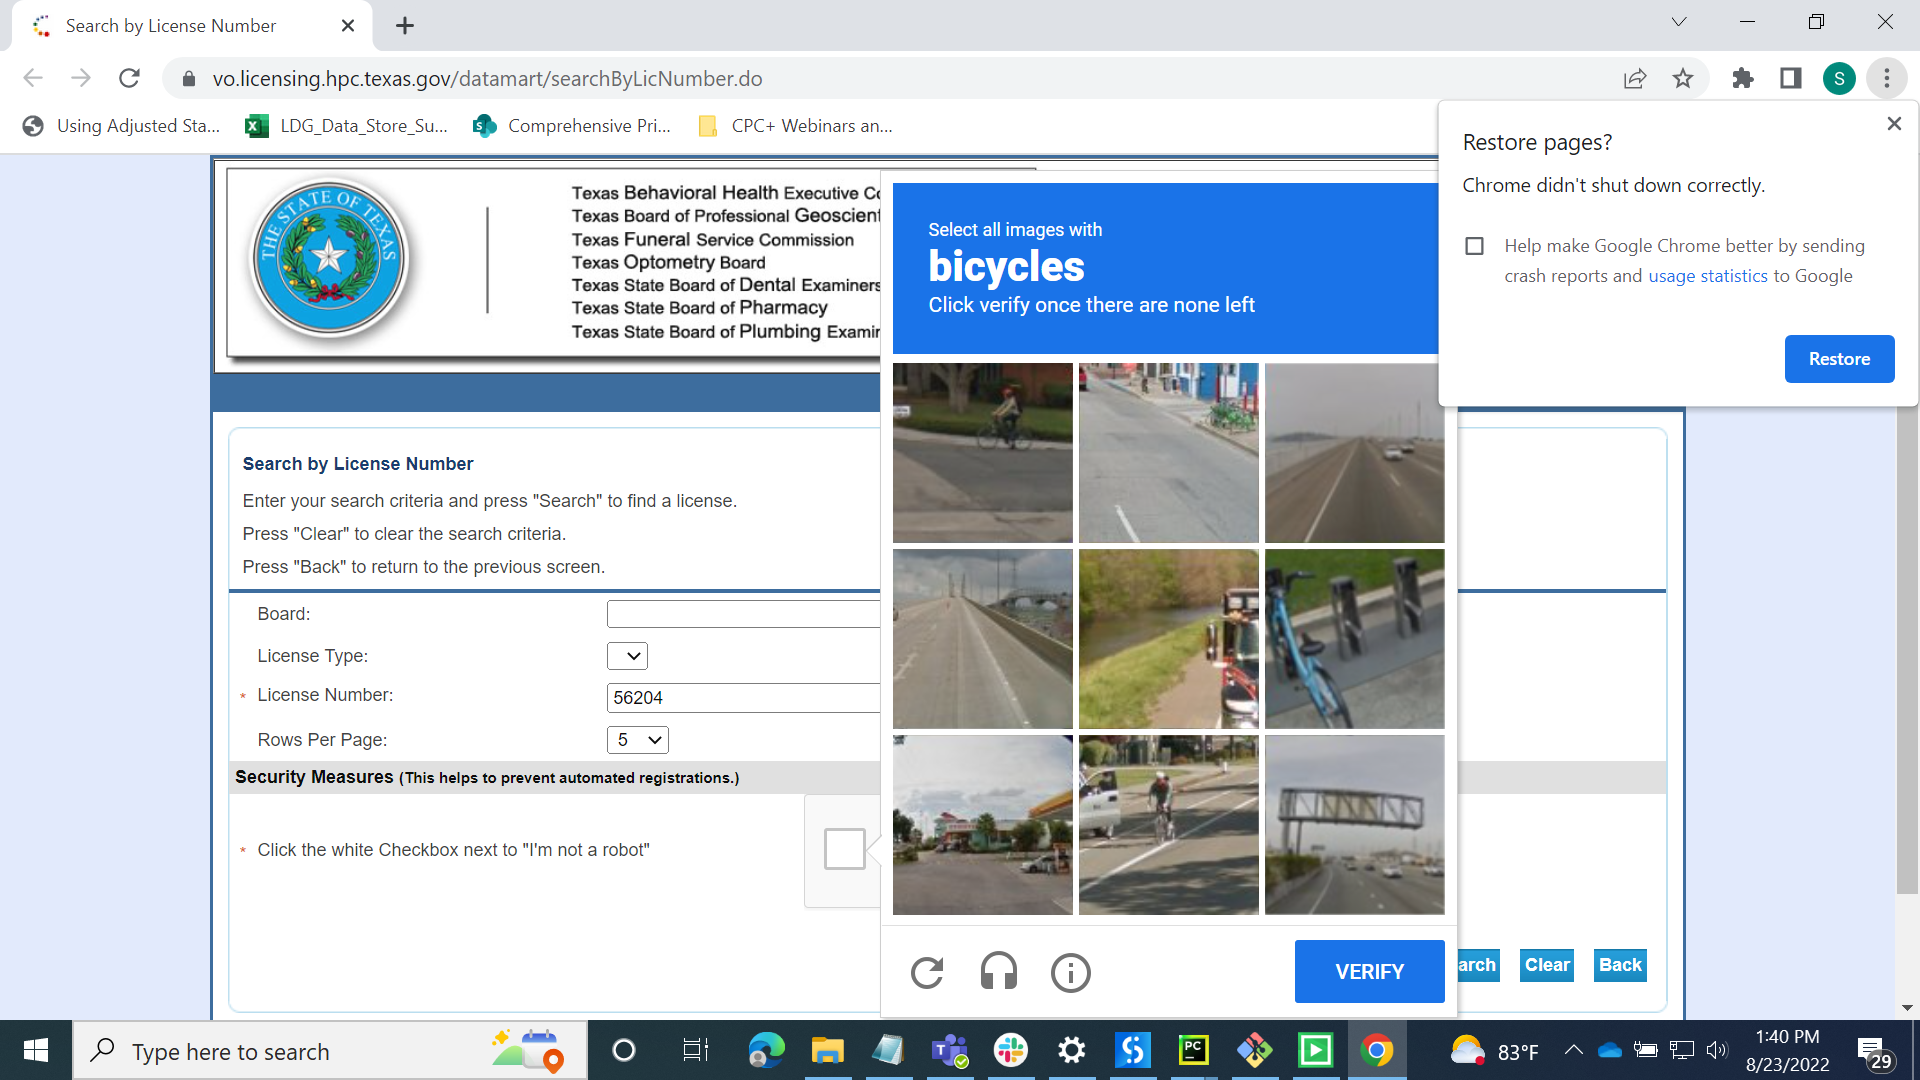 Search by License Number
vo.licensing.hpc.texas.gov/datamart/searchByLicNumber.do
S
Using Adjusted Sta...
LDG_Data_Store_Su...
Comprehensive Pri...
CPC+ Webinars an...
Restore pages?
Chrome didn't shut down correctly.
Help make Google Chrome better by sending
crash reports and usage statistics to Google
Restore
THE STATE OF TEXAS
Texas Behavioral Health Executive Co
Texas Board of Professional Geoscient
Texas Funeral Service Commission
Texas Optometry Board
Texas State Board of Dental Examiners
Texas State Board of Pharmacy
Texas State Board of Plumbing Examin
Select all images with
bicycles
Click verify once there are none left
Search by License Number
Enter your search criteria and press "Search" to find a license.
Press "Clear" to clear the search criteria.
Press "Back" to return to the previous screen.
Board:
License Type:
* License Number:
56204
Rows Per Page:
5
Security Measures (This helps to prevent automated registrations.)
* Click the white Checkbox next to "I'm not a robot"
VERIFY
arch
Clear
Back
Type here to search
PC
83°F
1:40 PM
8/23/2022
29